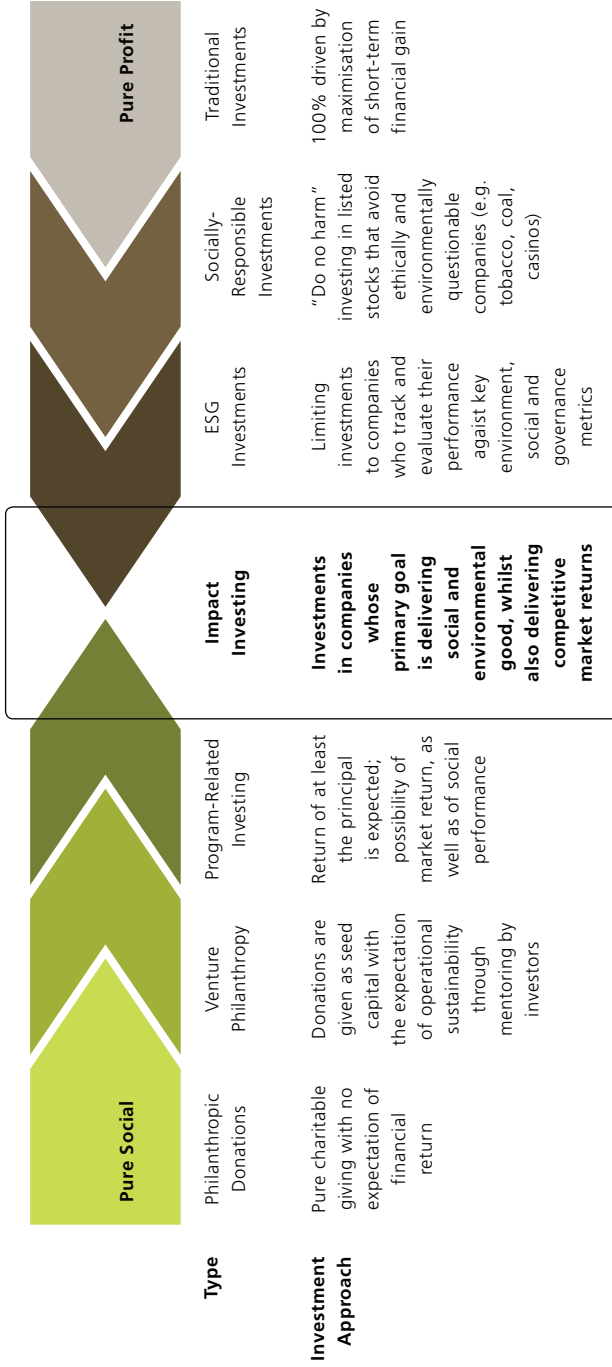 Pure Social
Pure Profit
Type
Philanthropic
Donations
Venture
Philanthropy
Program-Related
Investing
Impact
Investing
ESG
Investments
Socially-
Responsible
Investments
Traditional
Investments
Investment
Approach
Pure charitable
giving with no
expectation of
financial
return
Donations are
given as seed
capital with
the expectation
of operational
sustainability
through
mentoring by
investors
Return of at least
the principal
is expected;
possibility of
market return, as
well as of social
performance
Investments
in companies
whose
primary goal
is delivering
social and
environmental
good, whilst
also delivering
competitive
market returns
Limiting
investments
to companies
who track and
evaluate their
performance
agaist key
environment,
social and
governance
metrics
“Do no harm”
investing in listed
stocks that avoid
ethically and
environmentally
questionable
companies (e.g.
tobacco, coal,
casinos)
100% driven by
maximisation
of short-term
financial gain